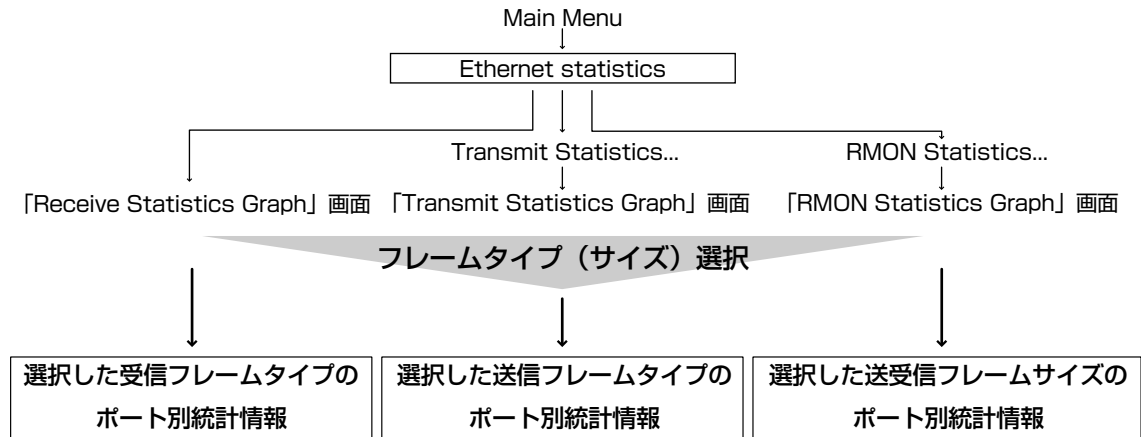 Main Menu
Ethernet statistics
Transmit Statistics...
RMON Statistics...
「Receive Statistics Graph」画面
「Transmit Statistics Graph」画面
「RMON Statistics Graph」画面
フレームタイプ（サイズ）選択
選択した受信フレームタイプの
ポート別統計情報
選択した送信フレームタイプの
ポート別統計情報
選択した送受信フレームサイズの
ポート別統計情報